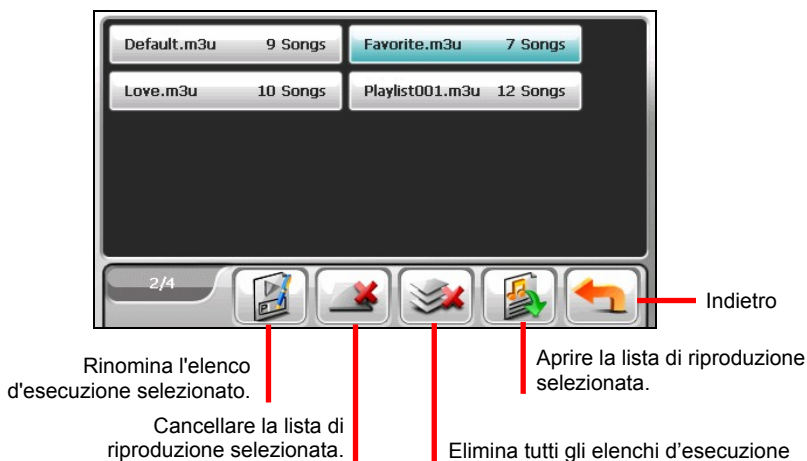 Default.m3u 9 Songs
Favorite.m3u 7 Songs
Love.m3u 10 Songs
Playlist001.m3u 12 Songs
2/4
Indietro
Rinomina l'elenco
d'esecuzione selezionato.
Aprire la lista di riproduzione
selezionata.
Cancellare la lista di
riproduzione selezionata.
Elimina tutti gli elenchi d’esecuzione